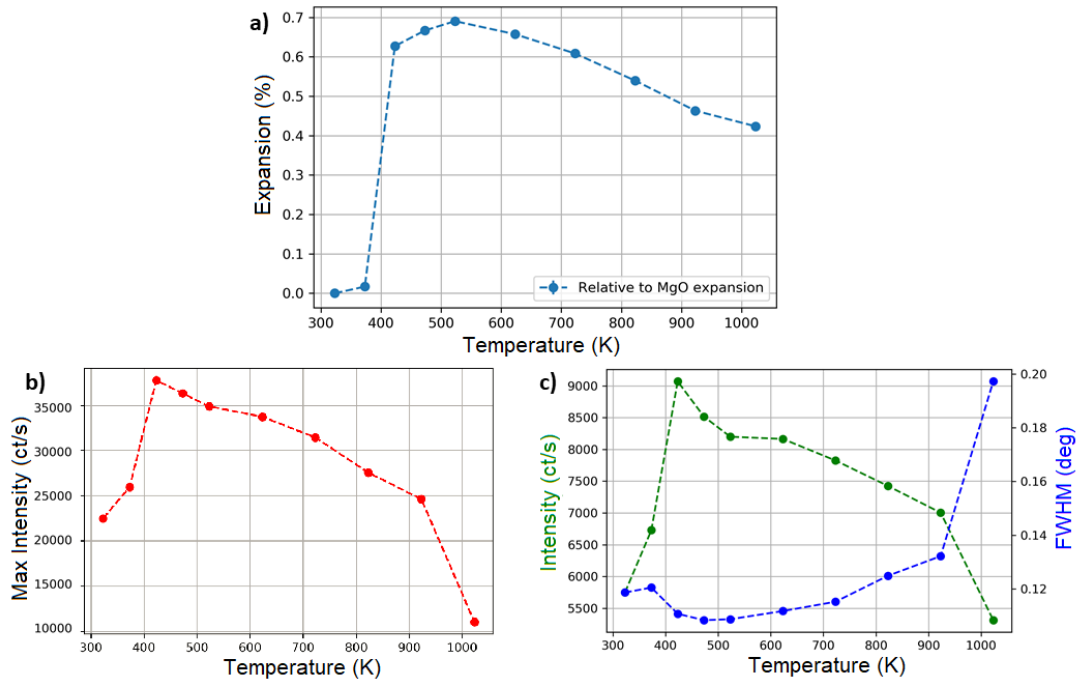 a)
Expansion (%)
0.7
0.6
0.5
0.4
0.3
0.2
0.1
0.0
Relative to MgO expansion
300 400 500 600 700 800 900 1000
Temperature (K)
b)
Max Intensity (ct/s)
35000
30000
25000
20000
15000
10000
300 400 500 600 700 800 900 1000
Temperature (K)
c)
Intensity (ct/s)
9000
8500
8000
7500
7000
6500
6000
5500
0.20
0.18
0.16
0.14
0.12
FWHM (deg)
300 400 500 600 700 800 900 1000
Temperature (K)